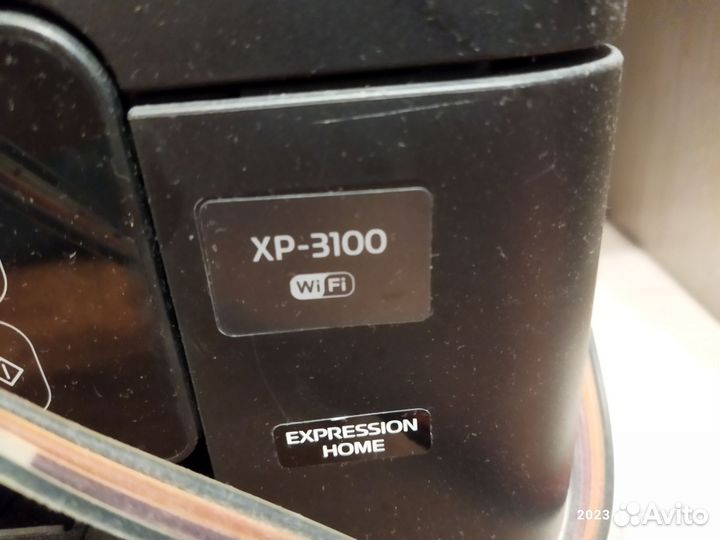 XP-3100
WiFi
EXPRESSION
HOME
2023
Avito